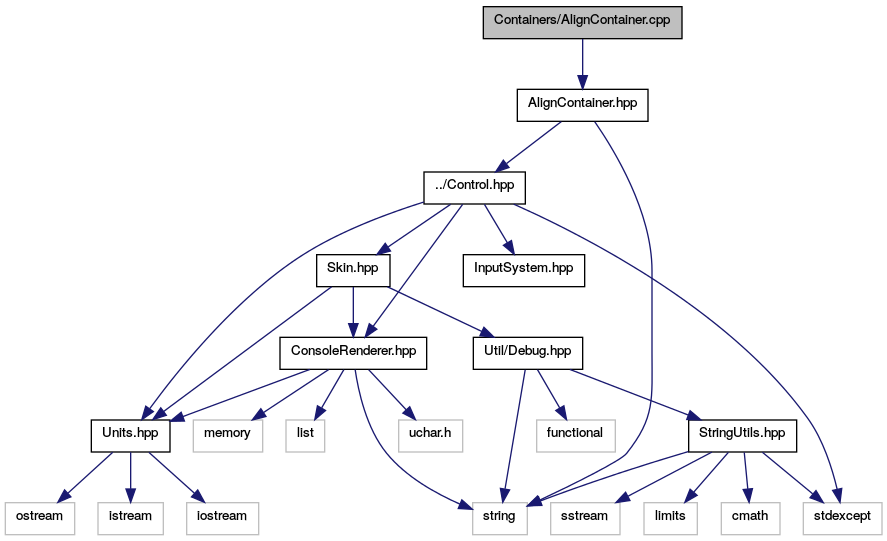 Containers/AlignContainer.cpp
AlignContainer.hpp
../Control.hpp
Skin.hpp
InputSystem.hpp
ConsoleRenderer.hpp
Util/Debug.hpp
Units.hpp
memory
list
uchar.h
functional
StringUtils.hpp
ostream
istream
iostream
string
sstream
limits
cmath
stdexcept